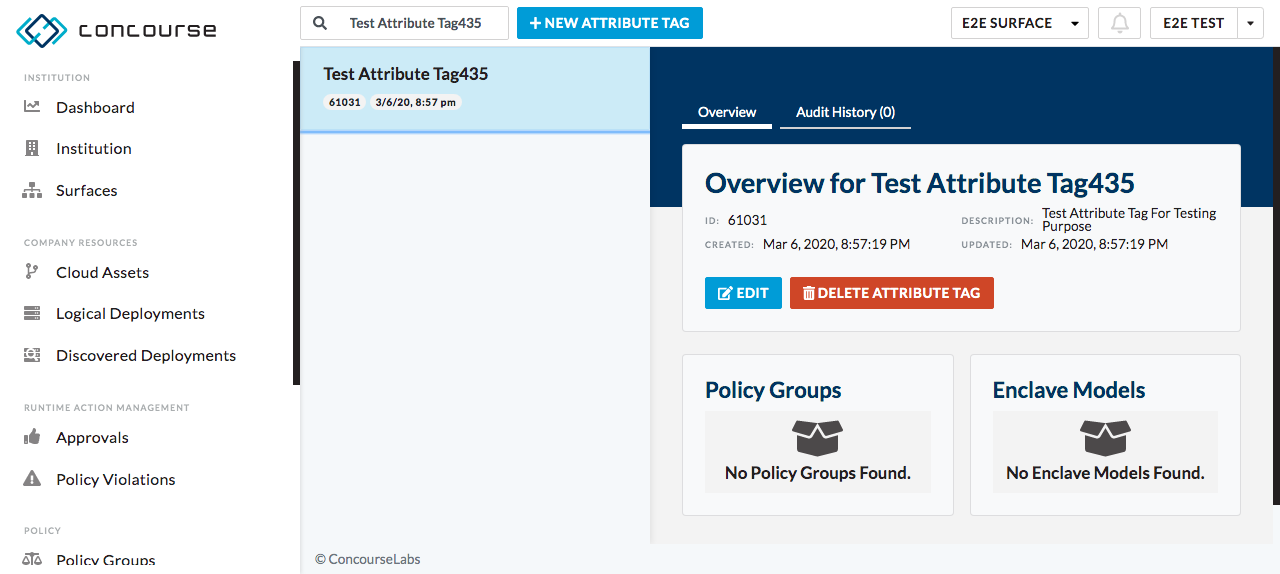 concourse
Test Attribute Tag435
NEW ATTRIBUTE TAG
E2E SURFACE
E2E TEST
INSTITUTION
Dashboard
Institution
Surfaces
COMPANY RESOURCES
Cloud Assets
Logical Deployments
Discovered Deployments
RUNTIME ACTION MANAGEMENT
Approvals
Policy Violations
POLICY
Policy Groups
Test Attribute Tag435
61031 3/6/20, 8:57 pm
Overview Audit History (0)
Overview for Test Attribute Tag435
ID: 61031
DESCRIPTION: Test Attribute Tag For Testing
Purpose
CREATED: Mar 6, 2020, 8:57:19 PM
UPDATED: Mar 6, 2020, 8:57:19 PM
EDIT
DELETE ATTRIBUTE TAG
Policy Groups
No Policy Groups Found.
Enclave Models
No Enclave Models Found.
© ConcourseLabs